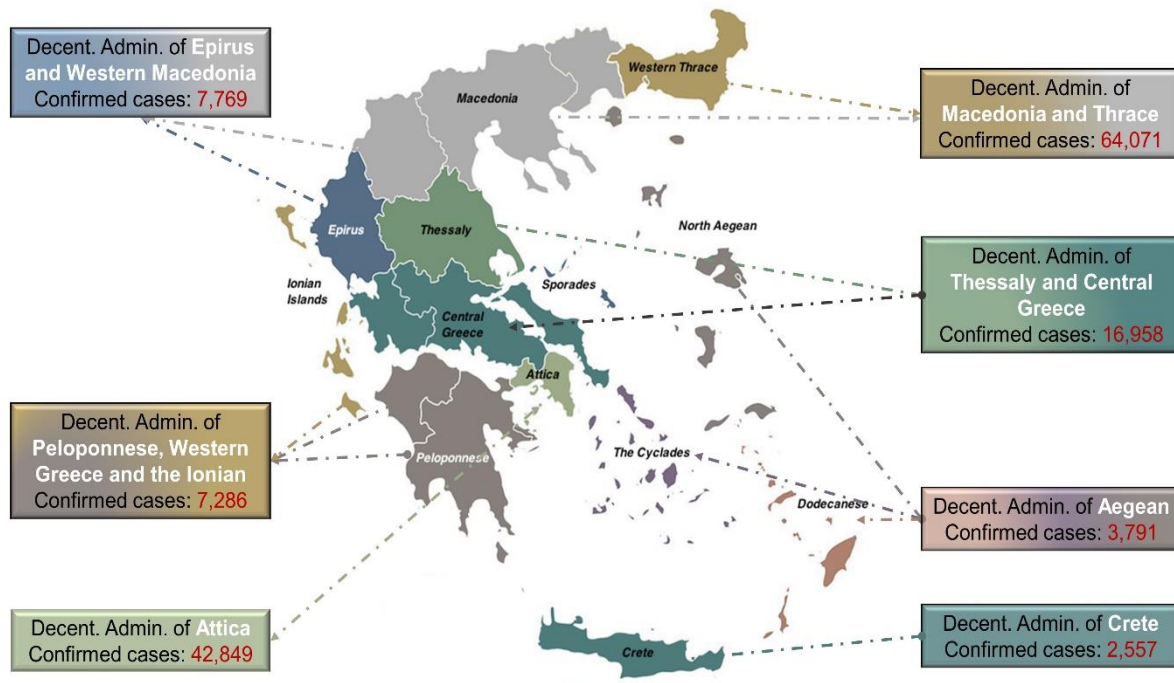 Decent. Admin. of Epirus
and Western Macedonia
Confirmed cases: 7,769
Western Thrace
Macedonia
Decent. Admin. of
Macedonia and Thrace
Confirmed cases: 64,071
Epirus
Thessaly
North Aegean
Ionian
Islands
Sporades
Central
Greece
Decent. Admin. of
Thessaly and Central
Greece
Confirmed cases: 16,958
Attica
Decent. Admin. of
Peloponnese, Western
Greece and the Ionian
Confirmed cases: 7,286
Peloponnese
The Cyclades
Dodecanese
Decent. Admin. of Aegean
Confirmed cases: 3,791
Decent. Admin. of Attica
Confirmed cases: 42,849
Crete
Decent. Admin. of Crete
Confirmed cases: 2,557